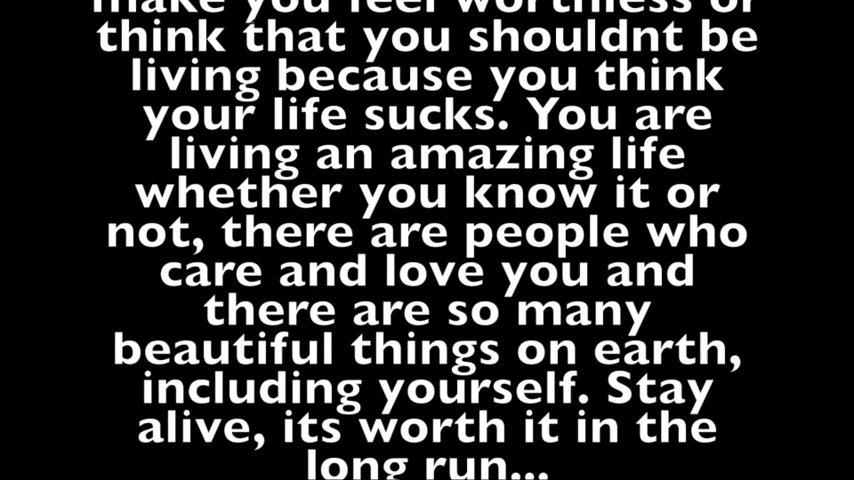 make you feel worthless or
think that you shouldnt be
living because you think
your life sucks. You are
living an amazing life
whether you know it or
not, there are people who
care and love you and
there are so many
beautiful things on earth,
including yourself. Stay
alive, its worth it in the
long run...